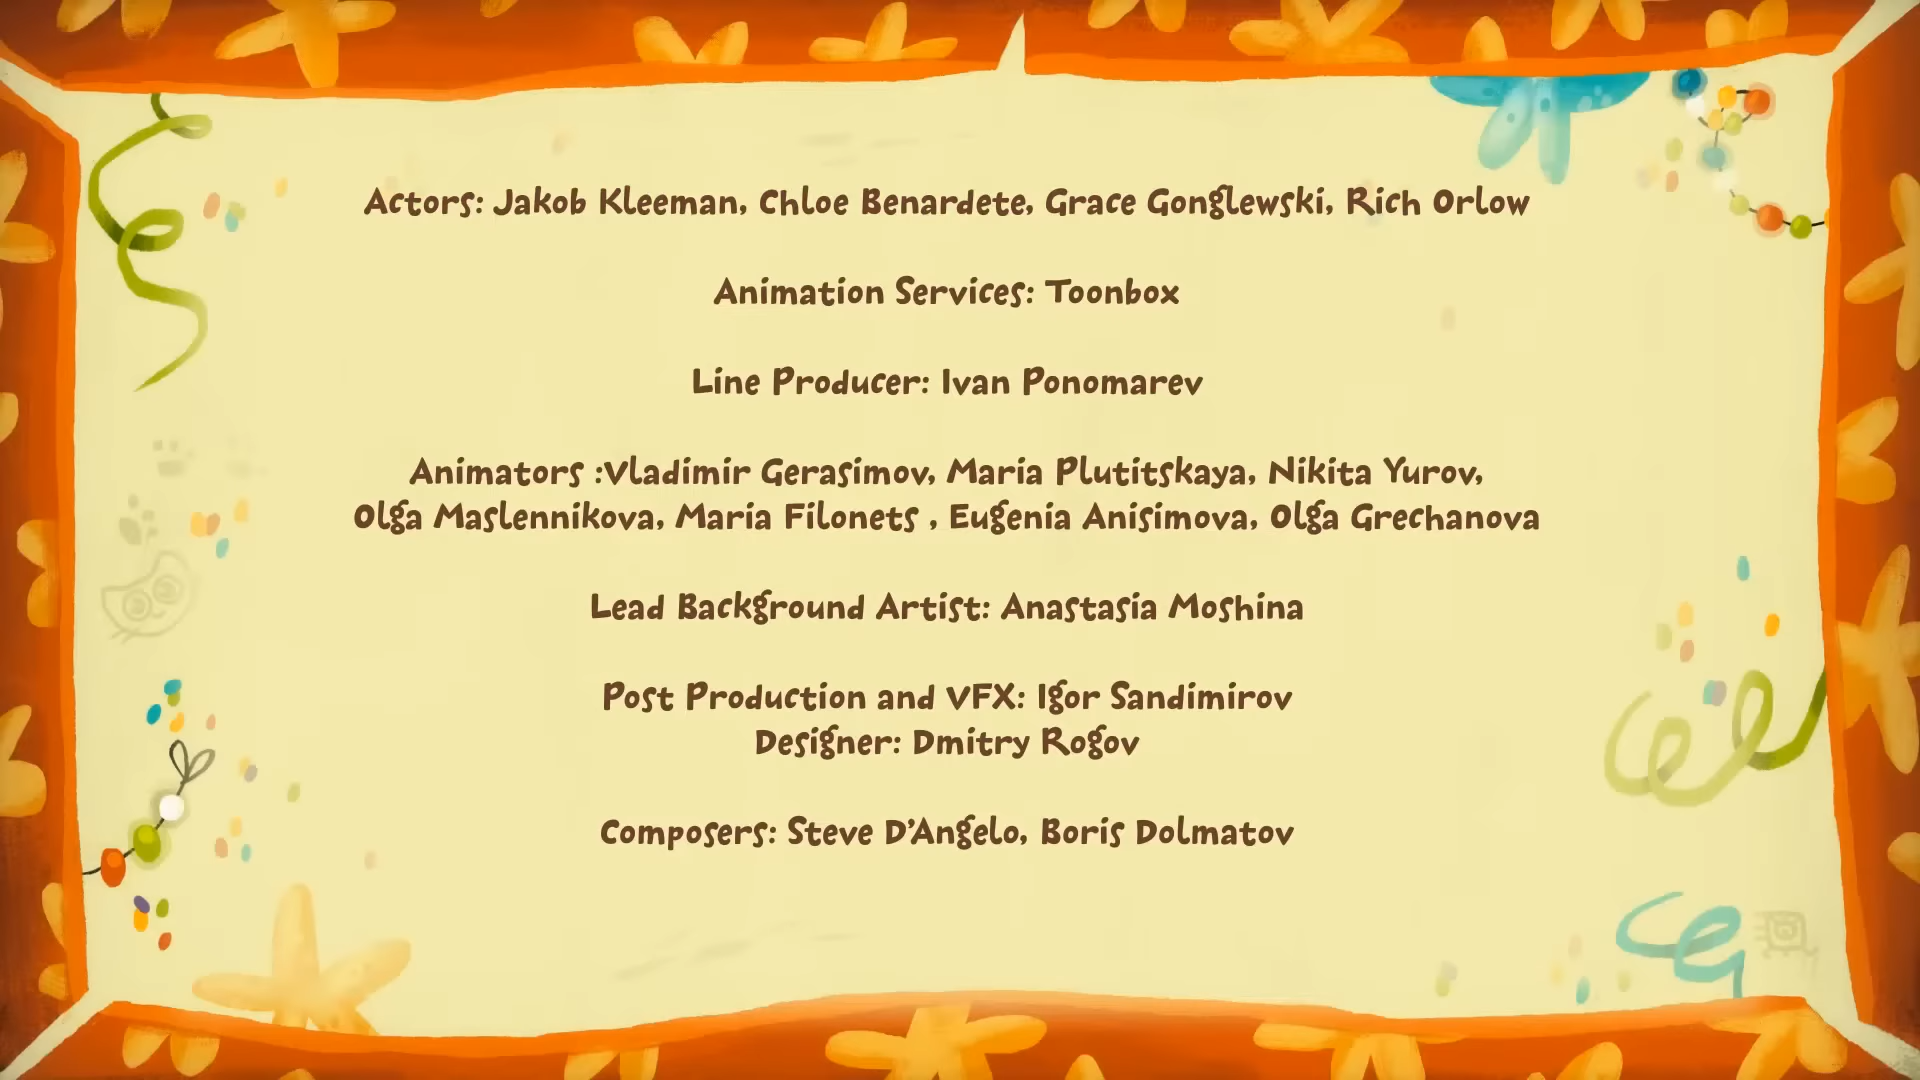 Actors: Jakob Kleeman, Chloe Benardete, Grace Gonglewski, Rich Orlow
Animation Services: Toonbox
Line Producer: Ivan Ponomarev
Animators :Vladimir Gerasimov, Maria Plutitskaya, Nikita Yurov,
Olga Maslennikova, Maria Filonets , Eugenia Anisimova, Olga Grechanova
Lead Background Artist: Anastasia Moshina
Post Production and VFX: Igor Sandimirov
Designer: Dmitry Rogov
Composers: Steve D'Angelo, Boris Dolmatov